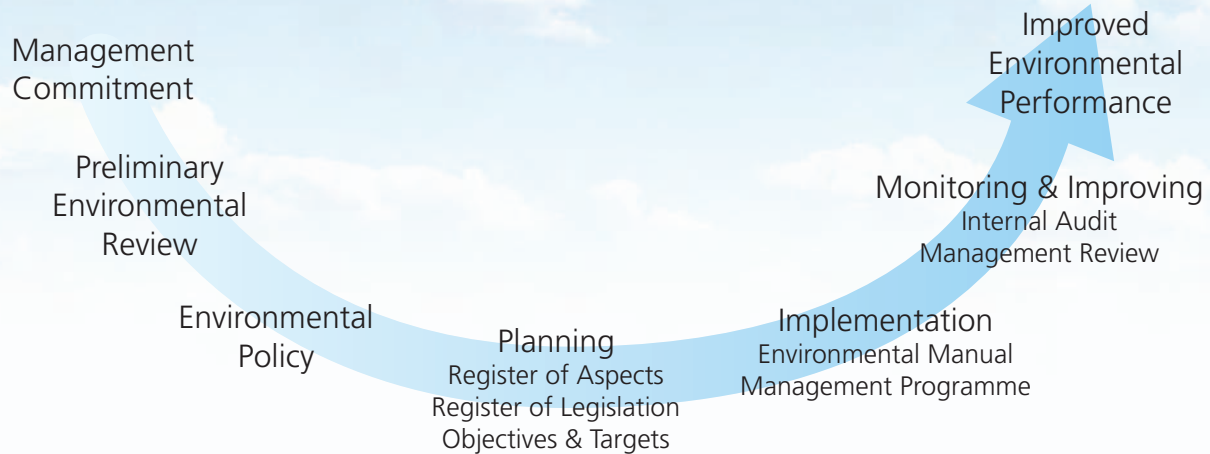 Management
Commitment
Preliminary
Environmental
Review
Environmental
Policy
Planning
Register of Aspects
Register of Legislation
Objectives & Targets
Implementation
Environmental Manual
Management Programme
Monitoring & Improving
Internal Audit
Management Review
Improved
Environmental
Performance